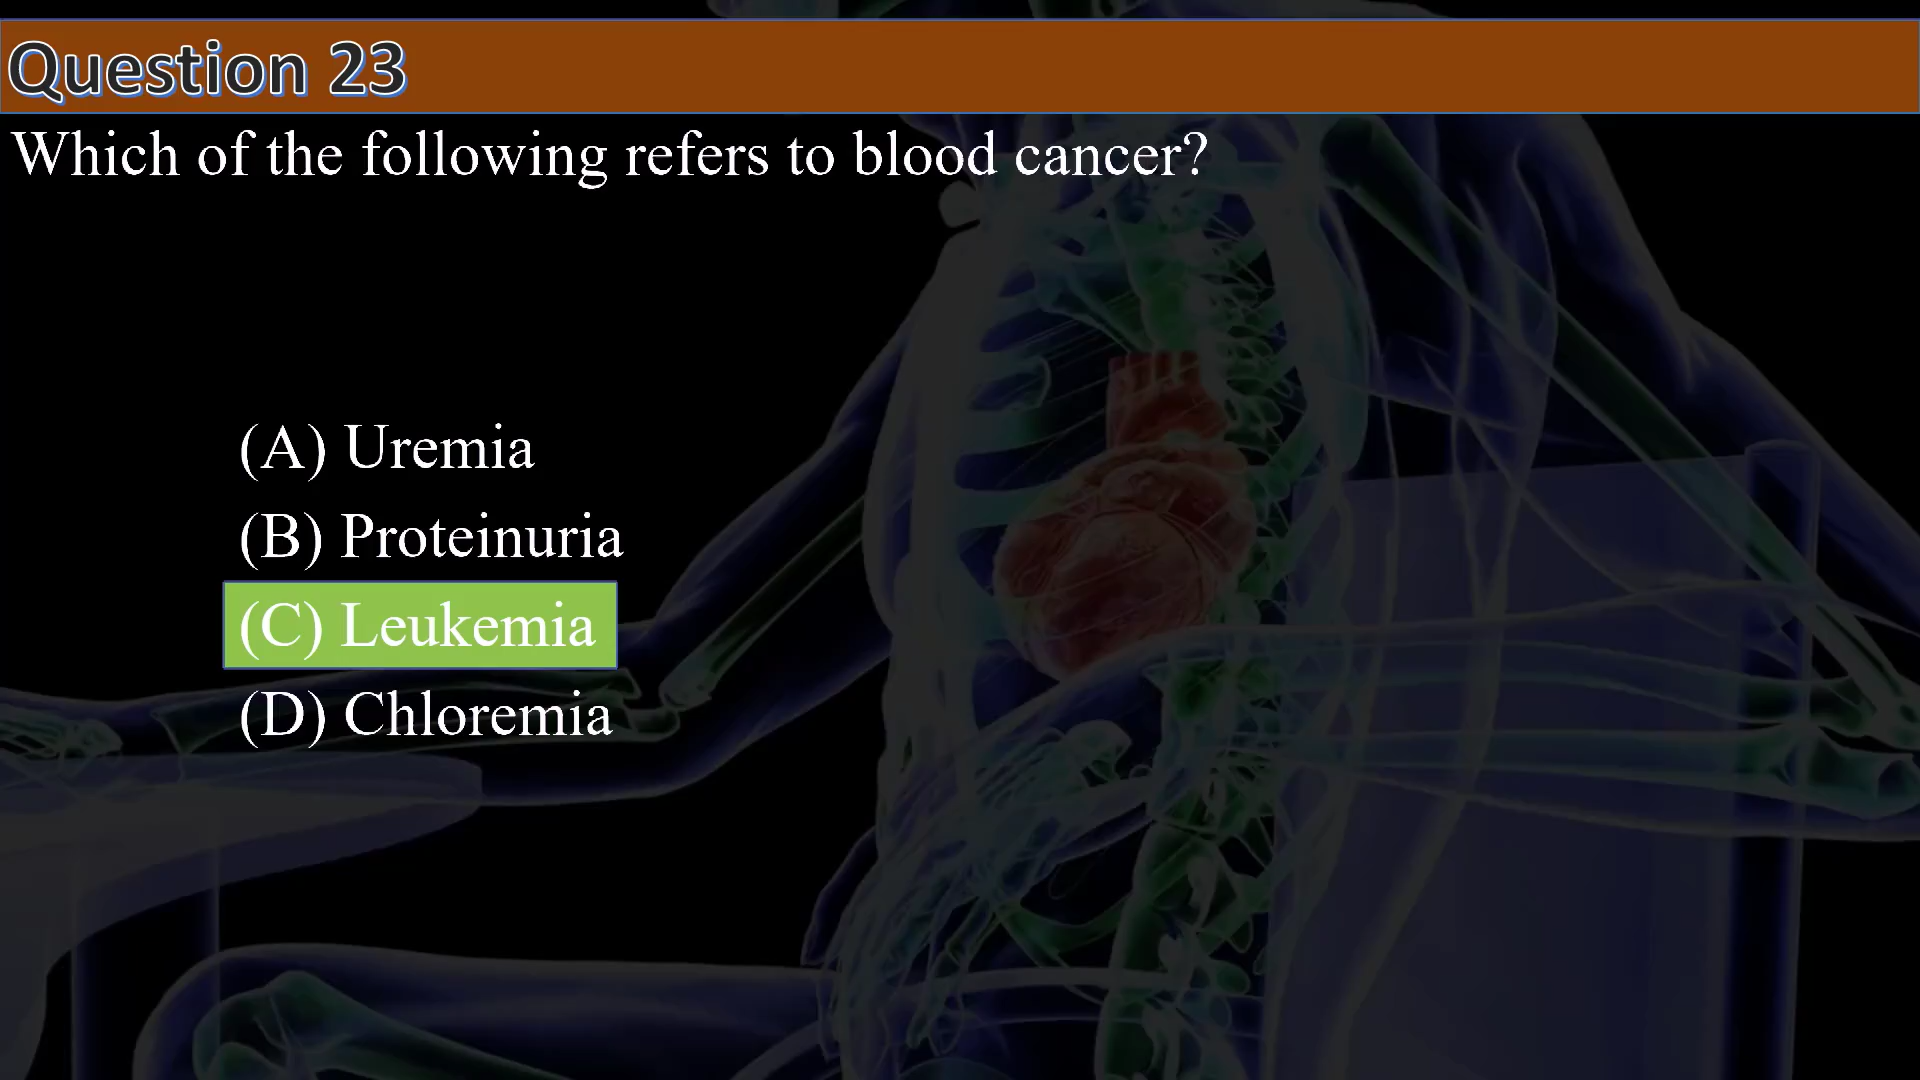 Question 23
Which of the following refers to blood cancer?
(A) Uremia
(B) Proteinuria
(C) Leukemia
(D) Chloremia